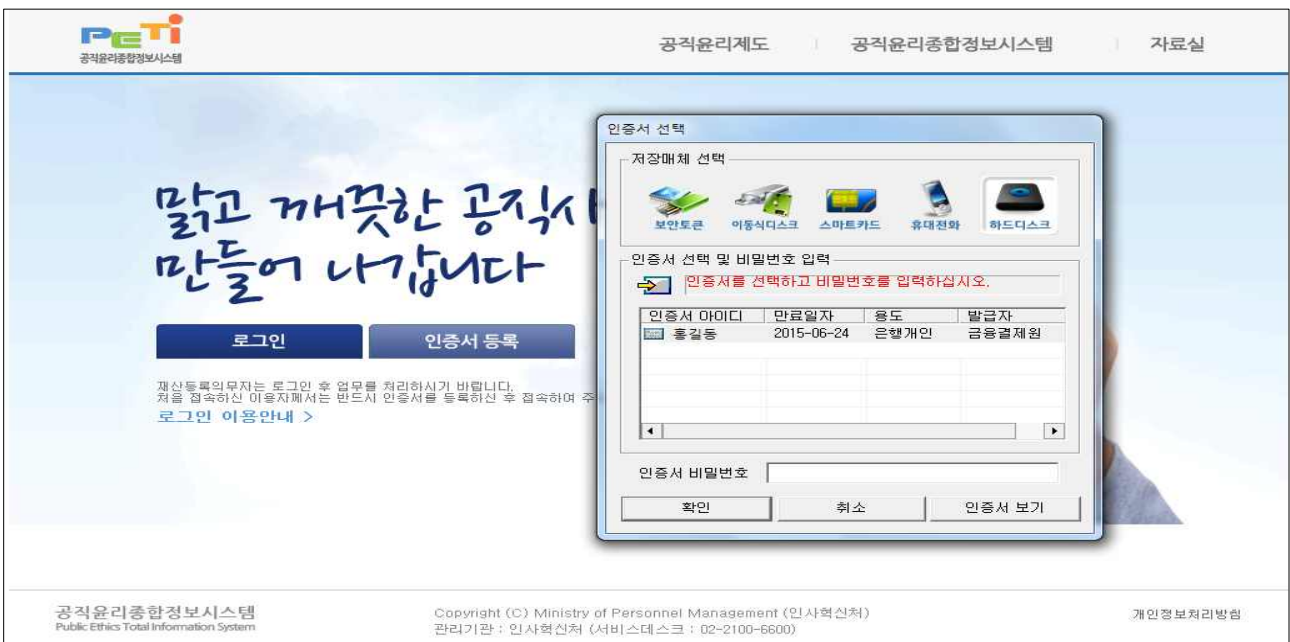 PETi
공직윤리종합정보시스템
공직윤리제도
공직윤리종합정보시스템
자료실
맑고 깨끗한 공직사
만들어 나갑니다
로그인
인증서 등록
재산등록의무자는 로그인 후 업무를 처리하시기 바랍니다.
처음 접속하신 이용자께서는 반드시 인증서를 등록하신 후 접속하여 주
로그인 이용안내 >
인증서 선택
저장매체 선택
보안토큰 이동식디스크 스마트카드 휴대전화 하드디스크
인증서 선택 및 비밀번호 입력
인증서를 선택하고 비밀번호를 입력하십시오.
인증서 아이디 만료일자 용도 발급자
홍길동 2015-06-24 은행개인 금융결제원
인증서 비밀번호
확인 취소 인증서 보기
공직윤리종합정보시스템
Public Ethics Total Information System
Copyright (C) Ministry of Personnel Management (인사혁신처)
관리기관 : 인사혁신처 (서비스데스크 : 02-2100-6600)
개인정보처리방침